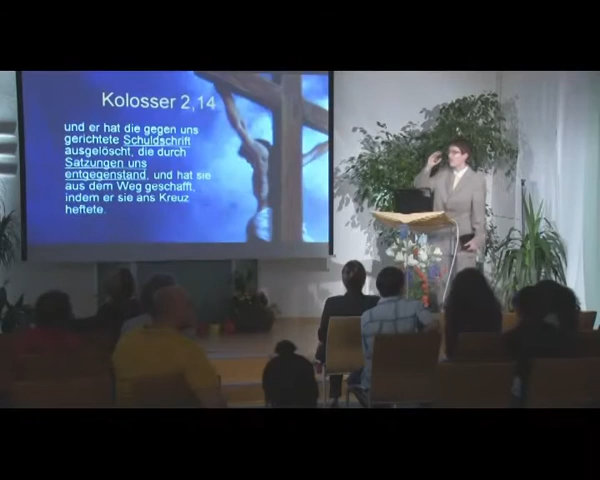 Kolosser 2,14
und er hat die gegen uns
gerichtete Schuldschrift
ausgelöscht, die durch
Satzungen uns
entgegenstand, und hat sie
aus dem Weg geschafft,
indem er sie ans Kreuz
heftete.